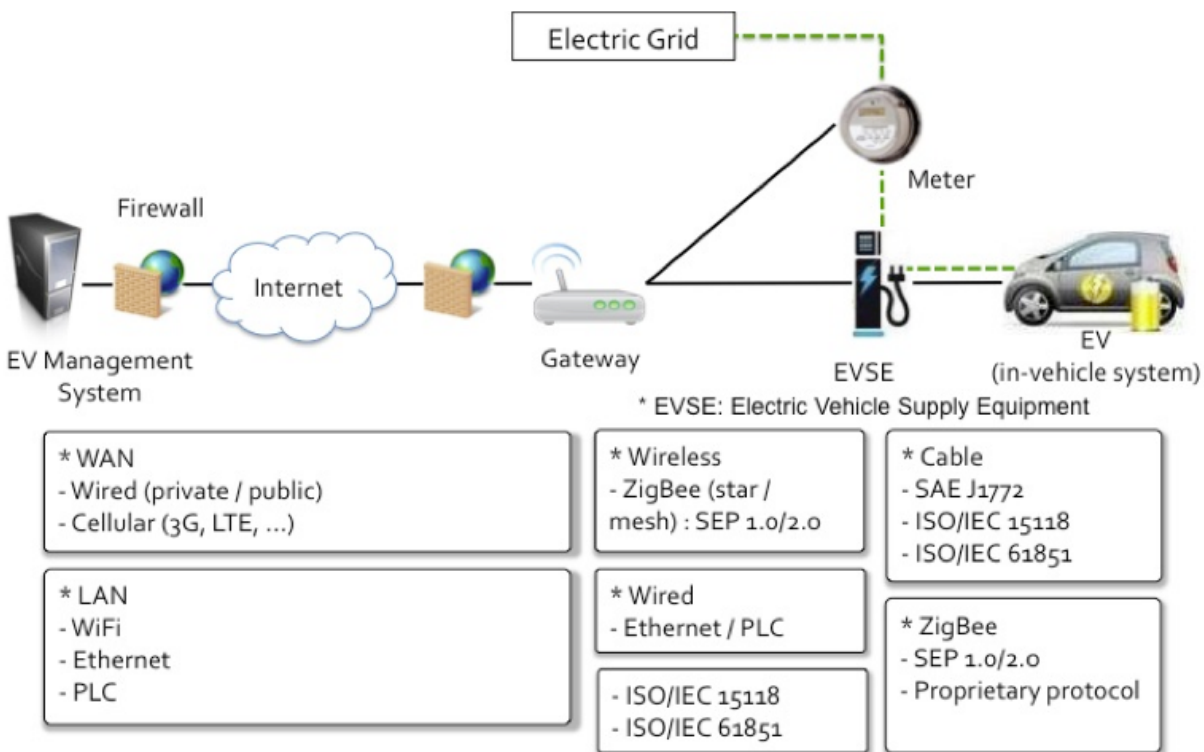 Electric Grid
Meter
Firewall
Internet
EV Management
System
Gateway
EVSE
EV
(in-vehicle system)
* EVSE: Electric Vehicle Supply Equipment
* WAN
- Wired (private / public)
- Cellular (3G, LTE, ...)
* LAN
- WiFi
- Ethernet
- PLC
* Wireless
- ZigBee (star /
mesh) : SEP 1.0/2.0
* Wired
- Ethernet / PLC
- ISO/IEC 15118
- ISO/IEC 61851
* Cable
- SAE J1772
- ISO/IEC 15118
- ISO/IEC 61851
* ZigBee
- SEP 1.0/2.0
- Proprietary protocol